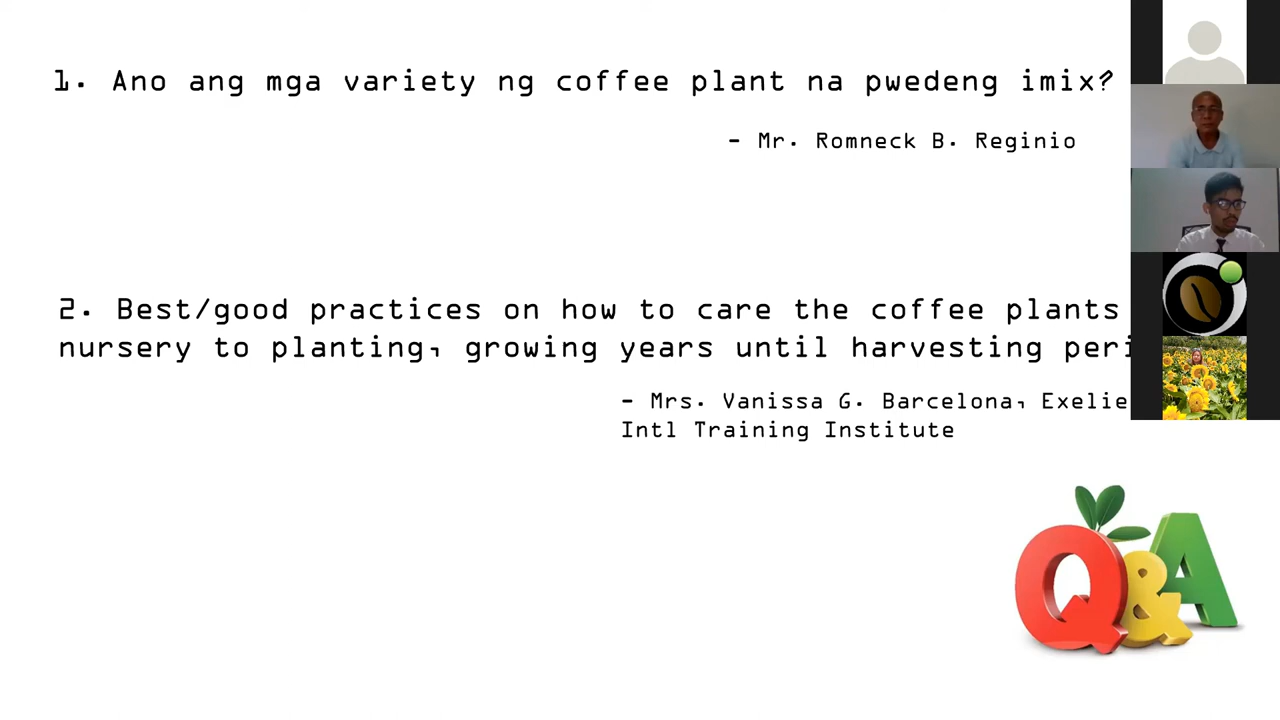 1. Ano ang mga variety ng coffee plant na pwedeng imix?
- Mr. Romneck B. Reginio
2. Best/good practices on how to care the coffee plants
nursery to planting, growing years until harvesting
- Mrs. Vanissa G. Barcelona,
Intl Training Institute
Q&A